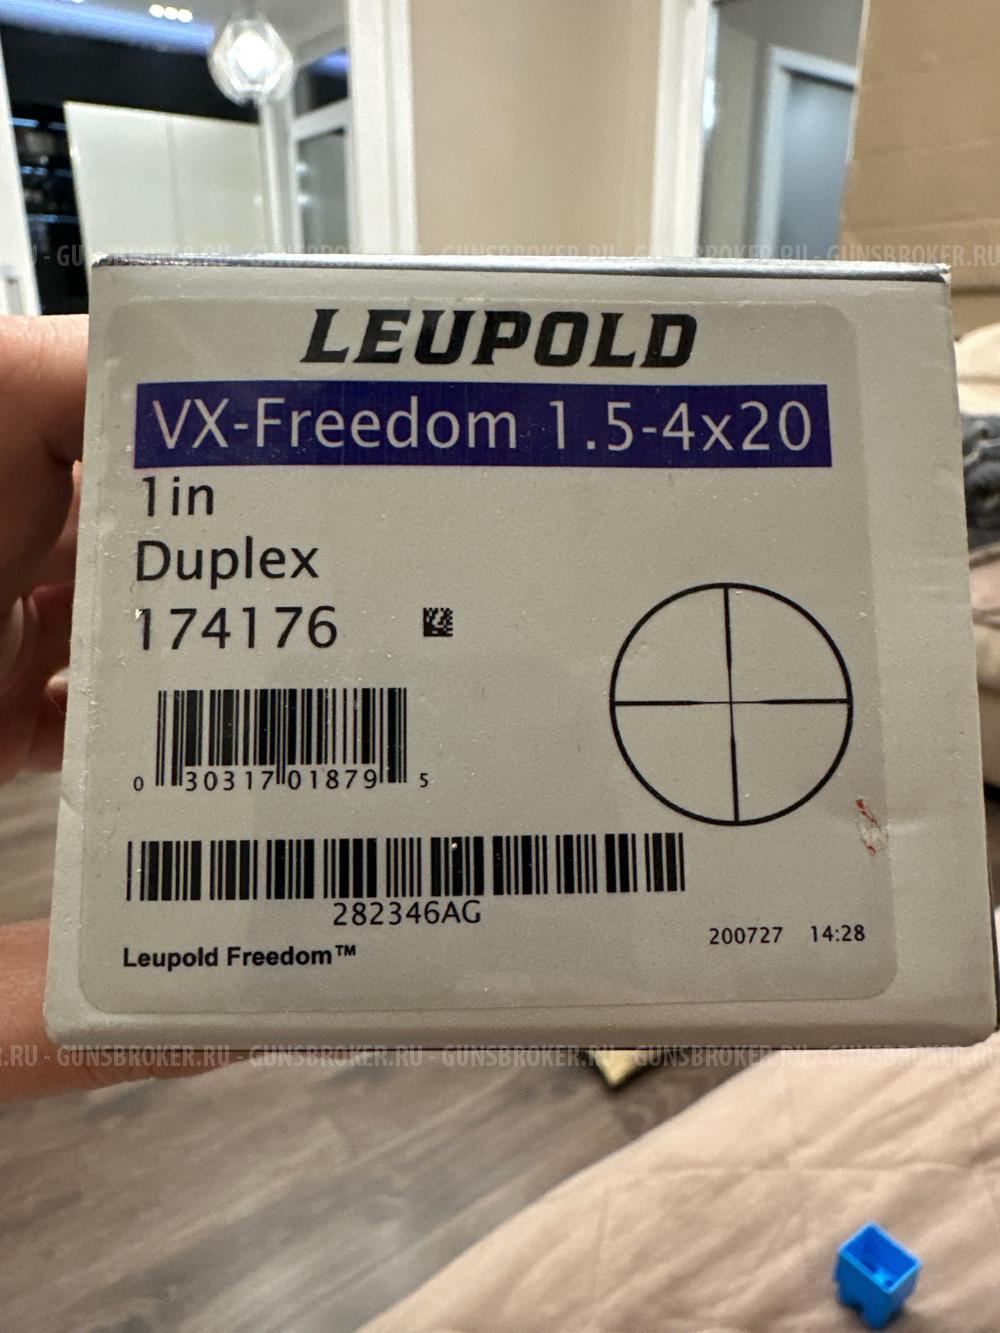 GUNSBROKER.RU - GUNSBROKER.RU - GUNSBROKER.RU - GUNSBROKER.RU - GUNSBROKER.RU
LEUPOLD
VX-Freedom 1.5-4x20
1in
Duplex
174176
0 30317 01879 5
282346AG
200727 14:28
Leupold Freedom™
.RU - GUNSBROKER.RU - GUNSBROKER.RU - GUNSBROKER.RU - GUNSBROKER.RU - GUNSBROKER.RU